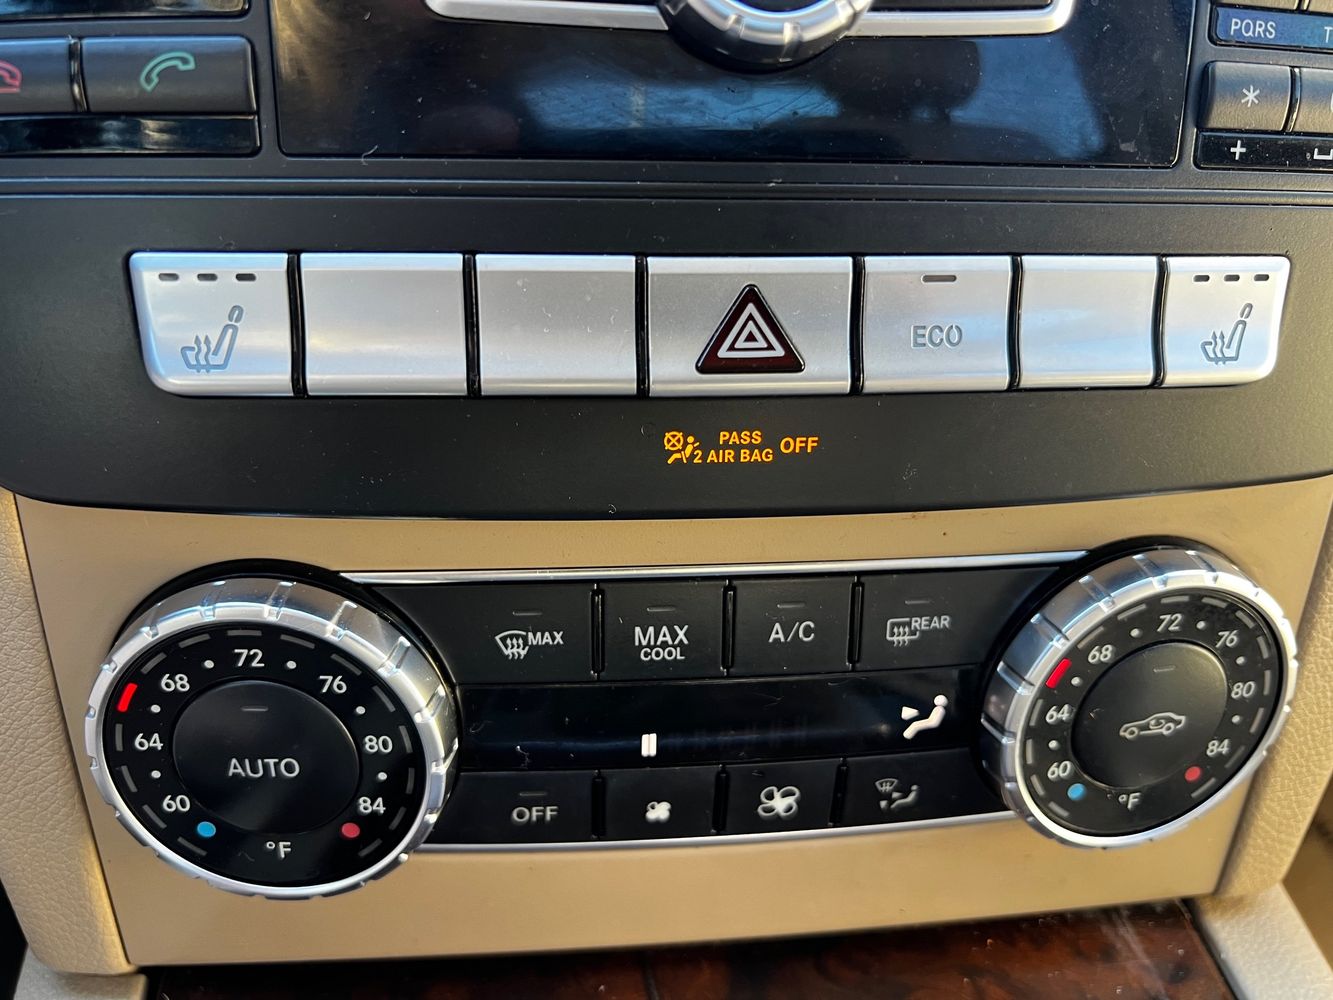 PQRS
*
+
ECO
PASS
2 AIR BAG OFF
MAX
MAX
COOL
A/C
REAR
60 64 68 72 76 80 84
AUTO
°F
OFF
60 64 68 72 76 80 84
°F